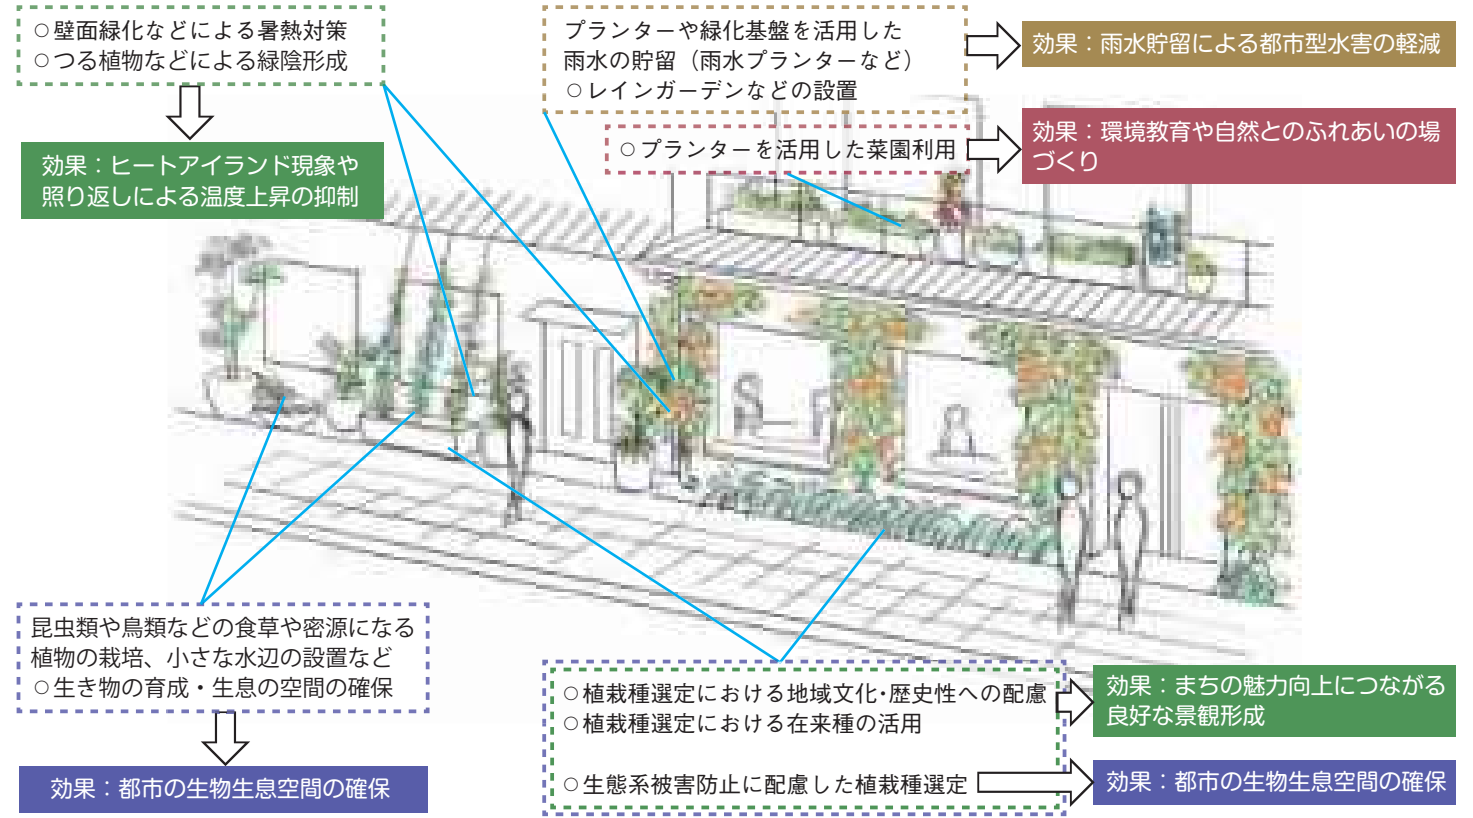 ○壁面緑化などによる暑熱対策
○つる植物などによる緑陰形成
効果：ヒートアイランド現象や
照り返しによる温度上昇の抑制
プランターや緑化基盤を活用した
雨水の貯留（雨水プランターなど）
○レインガーデンなどの設置
効果：雨水貯留による都市型水害の軽減
○プランターを活用した菜園利用
効果：環境教育や自然とのふれあいの場
づくり
昆虫類や鳥類などの食草や密源になる
植物の栽培、小さな水辺の設置など
○生き物の育成・生息の空間の確保
効果：都市の生物生息空間の確保
○植栽種選定における地域文化・歴史性への配慮
○植栽種選定における在来種の活用
効果：まちの魅力向上につながる
良好な景観形成
○生態系被害防止に配慮した植栽種選定
効果：都市の生物生息空間の確保